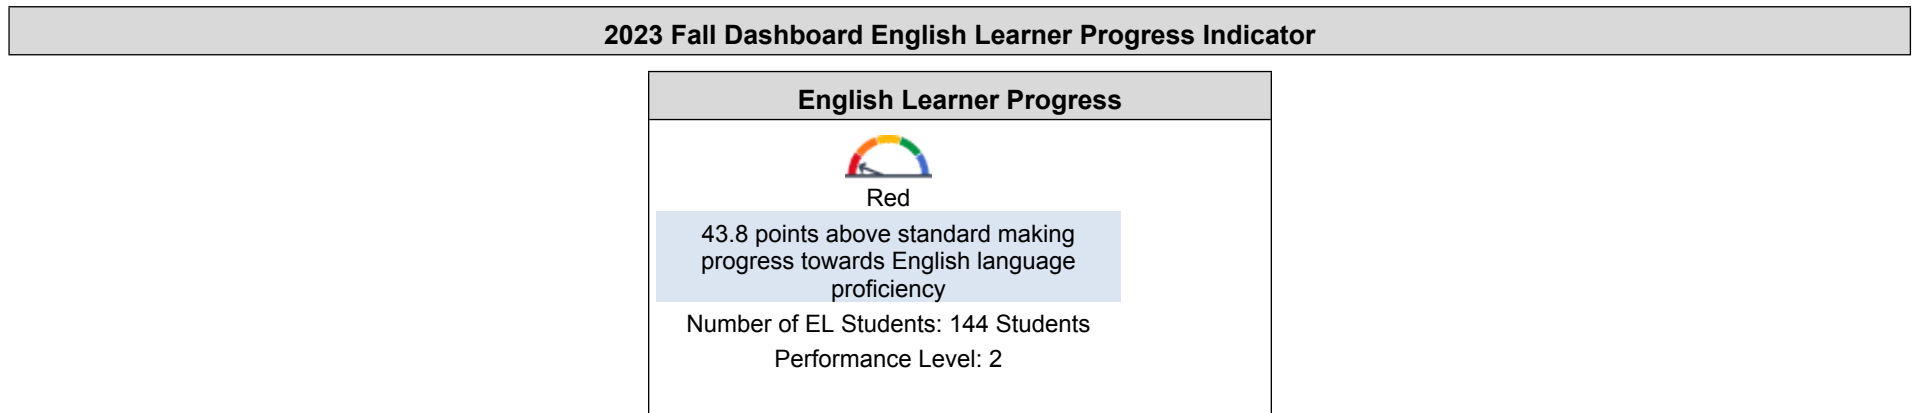 2023 Fall Dashboard English Learner Progress Indicator
English Learner Progress
Red
43.8 points above standard making
progress towards English language
proficiency
Number of EL Students: 144 Students
Performance Level: 2